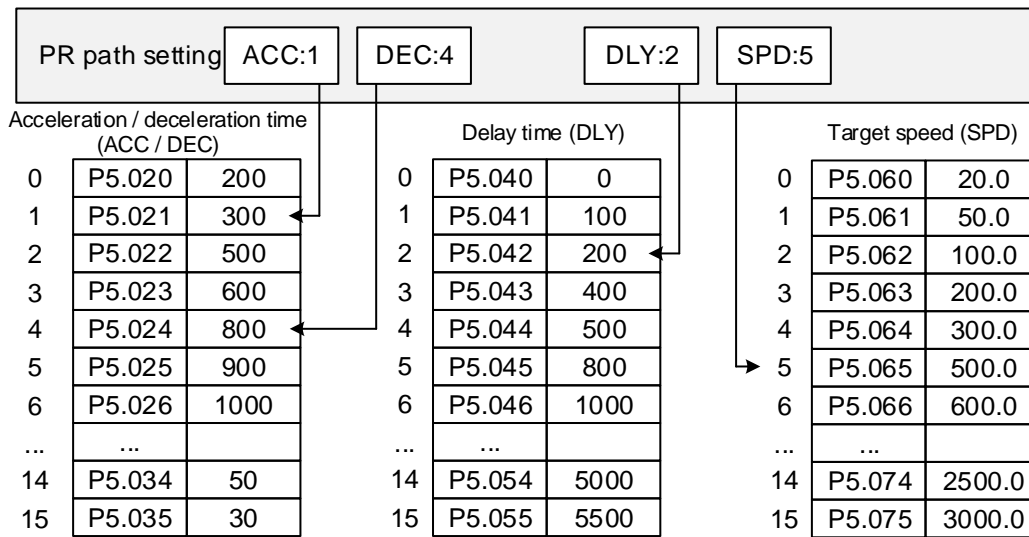 PR path setting ACC:1 DEC:4 DLY:2 SPD:5
Acceleration / deceleration time
(ACC / DEC)
Delay time (DLY)
Target speed (SPD)
0 P5.020 200 0 P5.040 0 0 P5.060 20.0
1 P5.021 300 1 P5.041 100 1 P5.061 50.0
2 P5.022 500 2 P5.042 200 2 P5.062 100.0
3 P5.023 600 3 P5.043 400 3 P5.063 200.0
4 P5.024 800 4 P5.044 500 4 P5.064 300.0
5 P5.025 900 5 P5.045 800 5 P5.065 500.0
6 P5.026 1000 6 P5.046 1000 6 P5.066 600.0
... ... ... ... ... ...
14 P5.034 50 14 P5.054 5000 14 P5.074 2500.0
15 P5.035 30 15 P5.055 5500 15 P5.075 3000.0